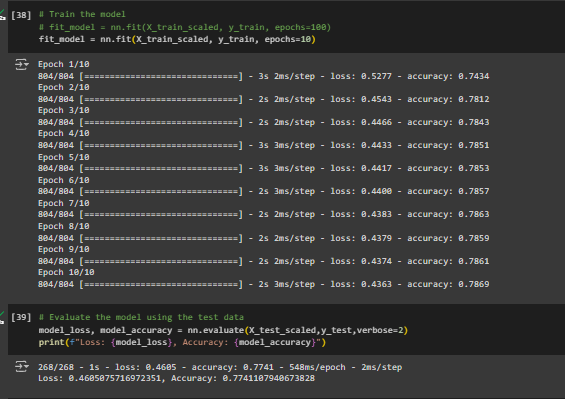 [38] # Train the model
# fit_model = nn.fit(X_train_scaled, y_train, epochs=100)
fit_model = nn.fit(X_train_scaled, y_train, epochs=10)
Epoch 1/10
804/804 [==============================] - 3s 2ms/step - loss: 0.5277 - accuracy: 0.7434
Epoch 2/10
804/804 [==============================] - 2s 2ms/step - loss: 0.4543 - accuracy: 0.7812
Epoch 3/10
804/804 [==============================] - 2s 2ms/step - loss: 0.4466 - accuracy: 0.7843
Epoch 4/10
804/804 [==============================] - 2s 3ms/step - loss: 0.4433 - accuracy: 0.7851
Epoch 5/10
804/804 [==============================] - 3s 3ms/step - loss: 0.4417 - accuracy: 0.7853
Epoch 6/10
804/804 [==============================] - 2s 3ms/step - loss: 0.4400 - accuracy: 0.7857
Epoch 7/10
804/804 [==============================] - 2s 2ms/step - loss: 0.4383 - accuracy: 0.7863
Epoch 8/10
804/804 [==============================] - 2s 2ms/step - loss: 0.4379 - accuracy: 0.7859
Epoch 9/10
804/804 [==============================] - 2s 2ms/step - loss: 0.4374 - accuracy: 0.7861
Epoch 10/10
804/804 [==============================] - 2s 3ms/step - loss: 0.4363 - accuracy: 0.7869
[39] # Evaluate the model using the test data
model_loss, model_accuracy = nn.evaluate(X_test_scaled,y_test,verbose=2)
print(f"Loss: {model_loss}, Accuracy: {model_accuracy}")
268/268 - 1s - loss: 0.4605 - accuracy: 0.7741 - 548ms/epoch - 2ms/step
Loss: 0.4605075716972351, Accuracy: 0.7741107940673828